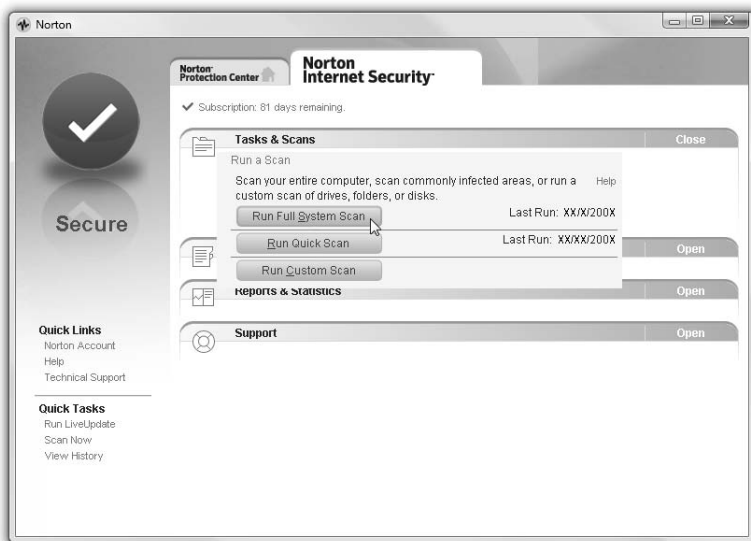 Norton
Norton
Protection Center
Norton
Internet Security
Subscription: 81 days remaining.
Secure
Tasks & Scans
Close
Run a Scan
Scan your entire computer, scan commonly infected areas, or run a
custom scan of drives, folders, or disks.
Help
Run Full System Scan
Last Run: XX/X/200X
Run Quick Scan
Last Run: XX/XX/200X
Run Custom Scan
Open
Reports & Statistics
Open
Support
Open
Quick Links
Norton Account
Help
Technical Support
Quick Tasks
Run LiveUpdate
Scan Now
View History